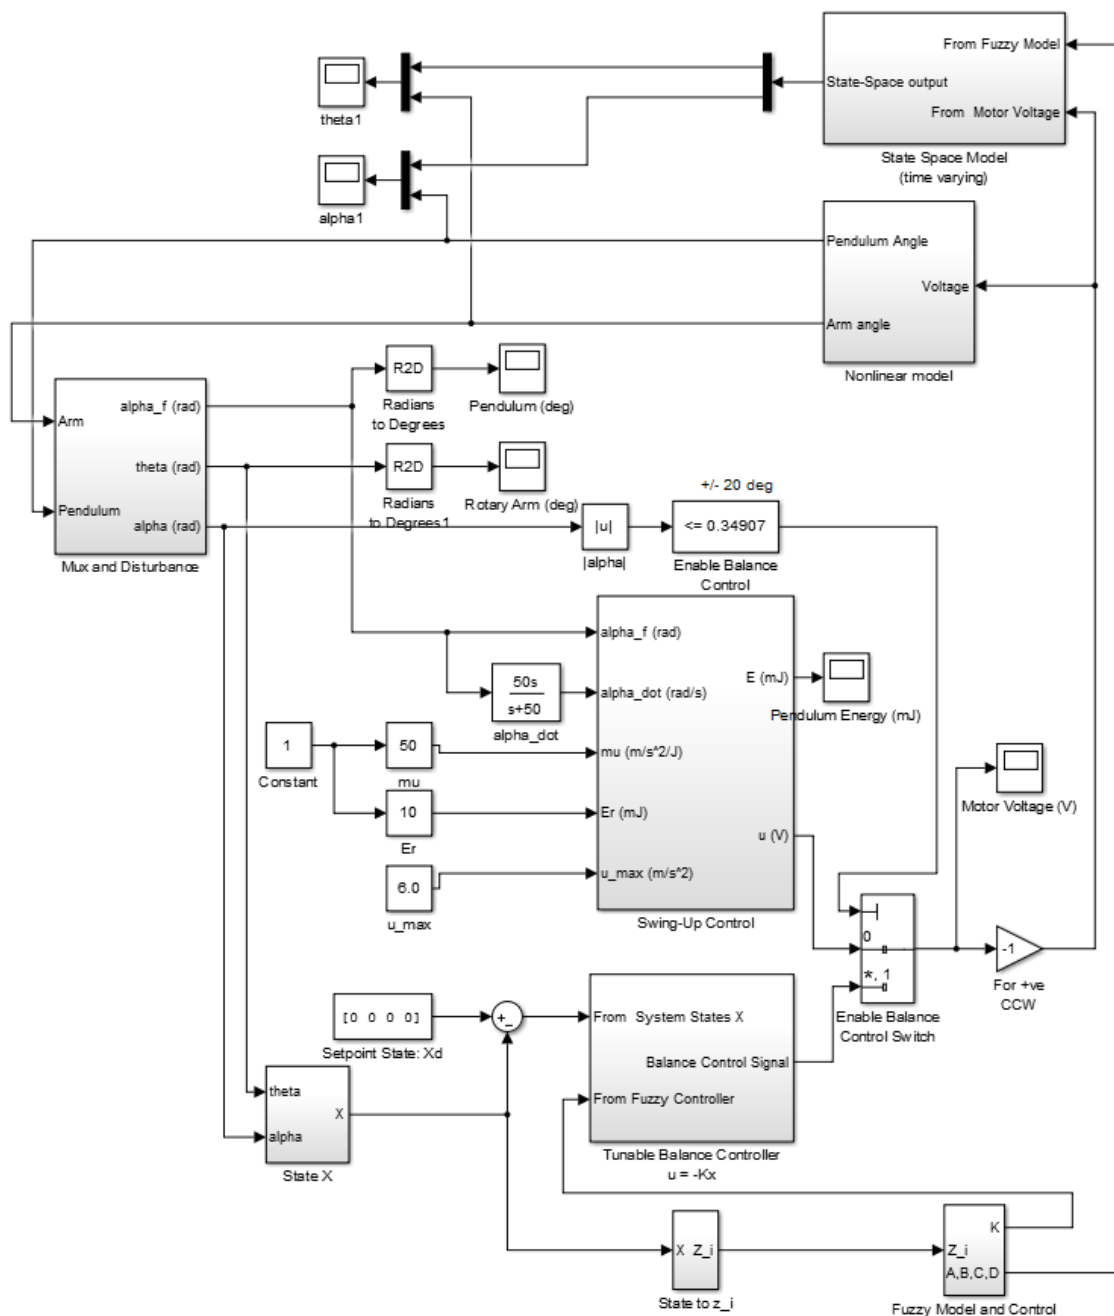 From Fuzzy Model
State-Space output
From Motor Voltage
State Space Model
(time varying)
theta1
alpha1
Pendulum Angle
Voltage
Arm angle
Nonlinear model
alpha_f (rad)
Arm
theta (rad)
Pendulum
alpha (rad)
Mux and Disturbance
R2D
Radians
to Degrees
Pendulum (deg)
R2D
Radians
to Degrees1
Rotary Arm (deg)
+/- 20 deg
|u|
|alpha|
<= 0.34907
Enable Balance
Control
alpha_f (rad)
alpha_dot (rad/s)
mu (m/s^2/J)
Er (mJ)
u_max (m/s^2)
E (mJ)
u (V)
Swing-Up Control
Pendulum Energy (mJ)
50s
s+50
alpha_dot
1
Constant
50
mu
10
Er
6.0
u_max
Motor Voltage (V)
0
*, 1
Enable Balance
Control Switch
-1
For +ve
CCW
[0 0 0 0]
Setpoint State: Xd
+
-
From System States X
Balance Control Signal
From Fuzzy Controller
Tunable Balance Controller
u = -Kx
theta
X
alpha
State X
X Z_i
State to z_i
K
Z_i
A,B,C,D
Fuzzy Model and Control